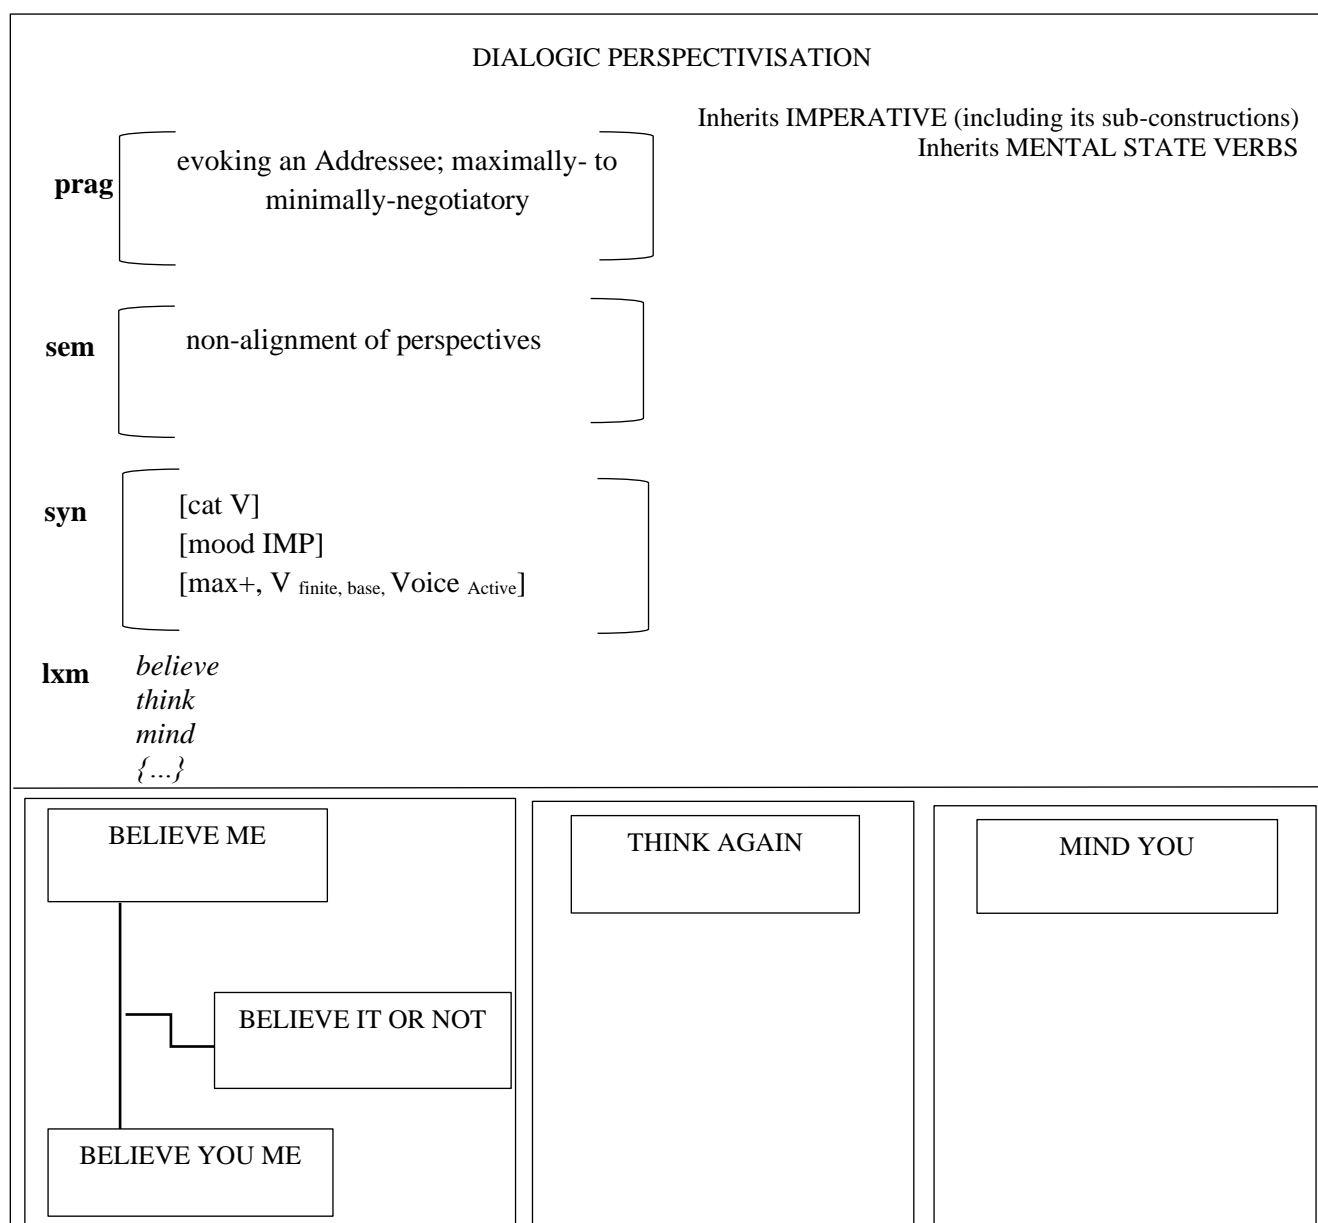 DIALOGIC PERSPECTIVISATION
Inherits IMPERATIVE (including its sub-constructions)
Inherits MENTAL STATE VERBS
prag
evoking an Addressee; maximally- to
minimally-negotiatory
sem
non-alignment of perspectives
syn
[cat V]
[mood IMP]
[max+, V finite, base, Voice Active]
lxm
believe
think
mind
{...}
BELIEVE ME
BELIEVE IT OR NOT
BELIEVE YOU ME
THINK AGAIN
MIND YOU